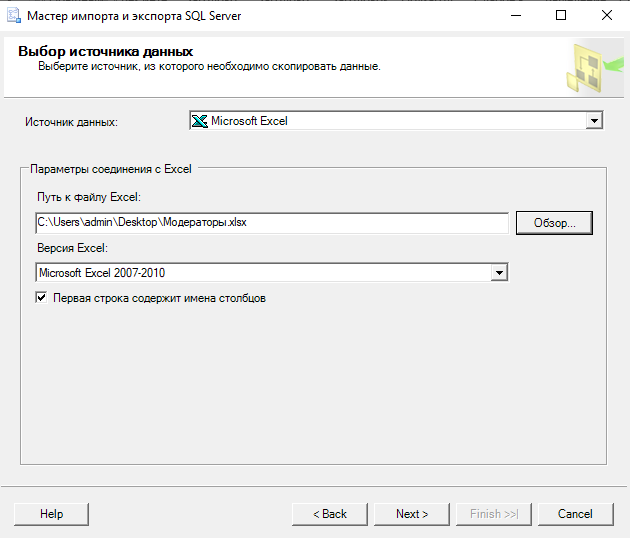 Мастер импорта и экспорта SQL Server
Выбор источника данных
Выберите источник, из которого необходимо скопировать данные.
Источник данных:
Microsoft Excel
Параметры соединения с Excel
Путь к файлу Excel:
C:\Users\admin\Desktop\Модераторы.xlsx
Обзор...
Версия Excel:
Microsoft Excel 2007-2010
Первая строка содержит имена столбцов
Help
< Back
Next >
Finish >>|
Cancel